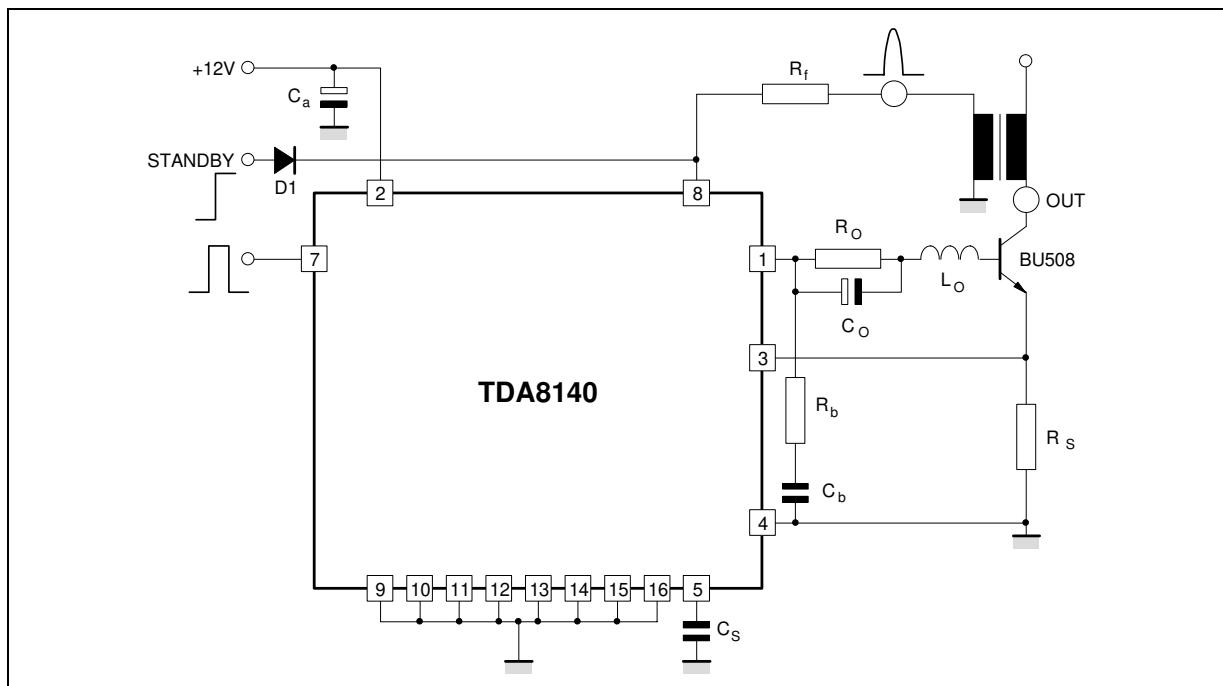 +12V
Ca
Rf
STANDBY
D1
2
8
OUT
7
1
RO
LO
BU508
CO
3
TDA8140
Rb
RS
Cb
4
9 10 11 12 13 14 15 16 5
CS